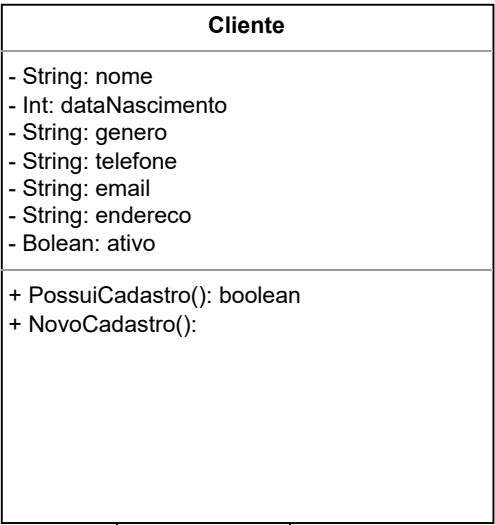 Cliente
- String: nome
- Int: dataNascimento
- String: genero
- String: telefone
- String: email
- String: endereco
- Bolean: ativo
+ PossuiCadastro(): boolean
+ NovoCadastro():